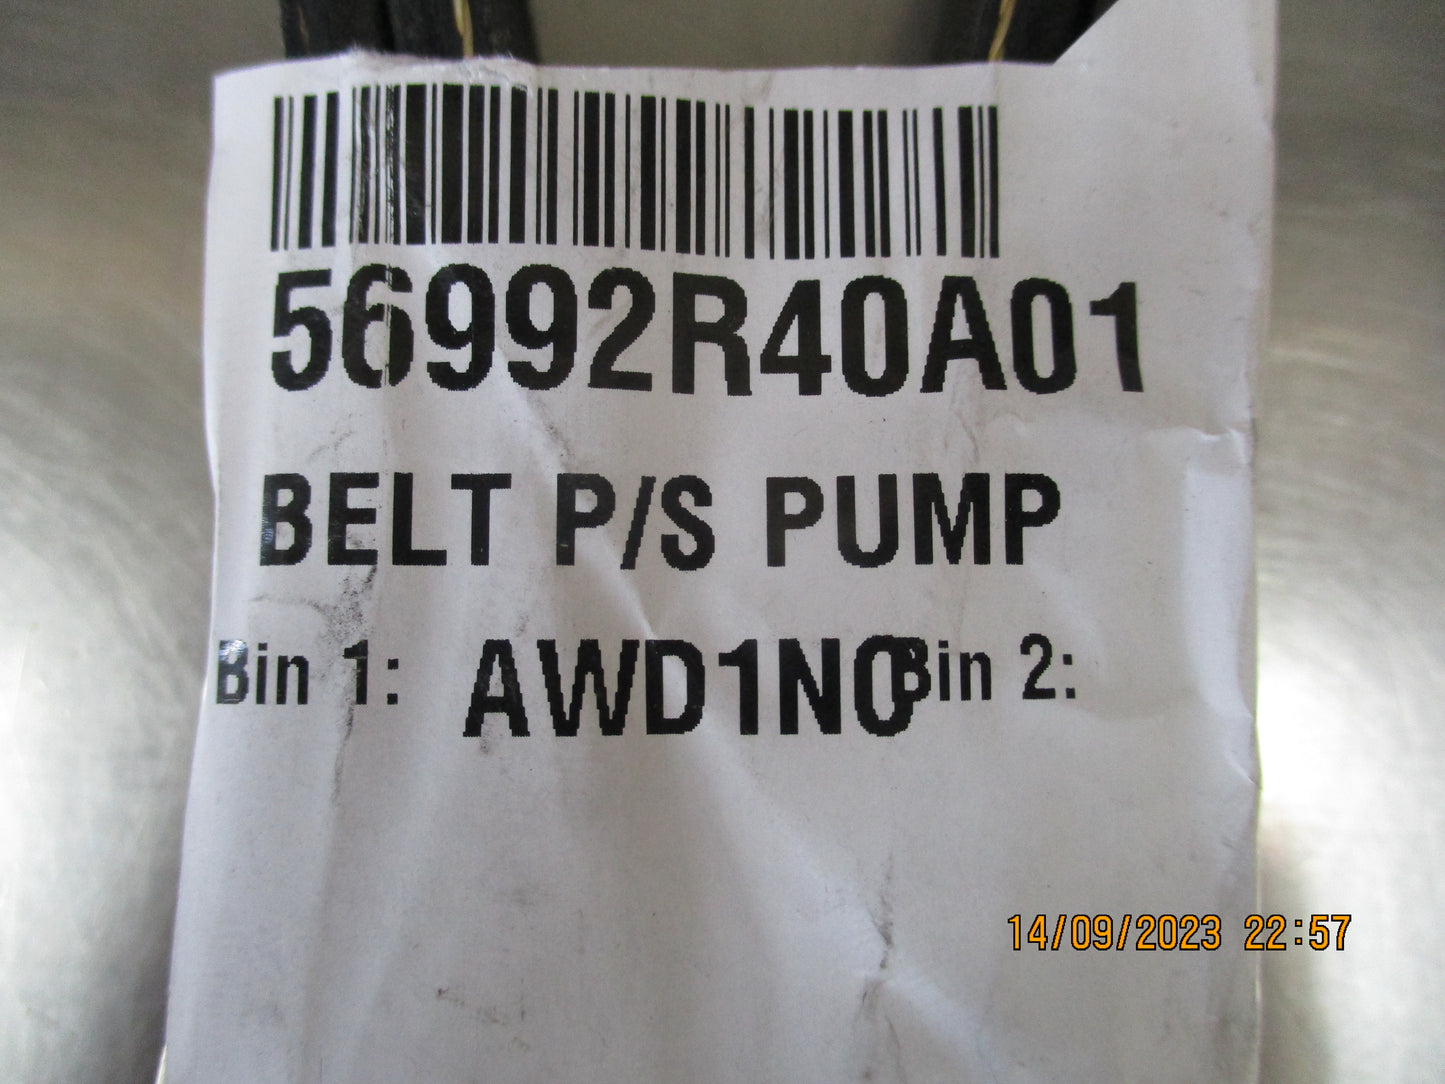 56992R40A01
BELT P/S PUMP
Bin 1: AWD1N0 Bin 2:
14/09/2023 22:57